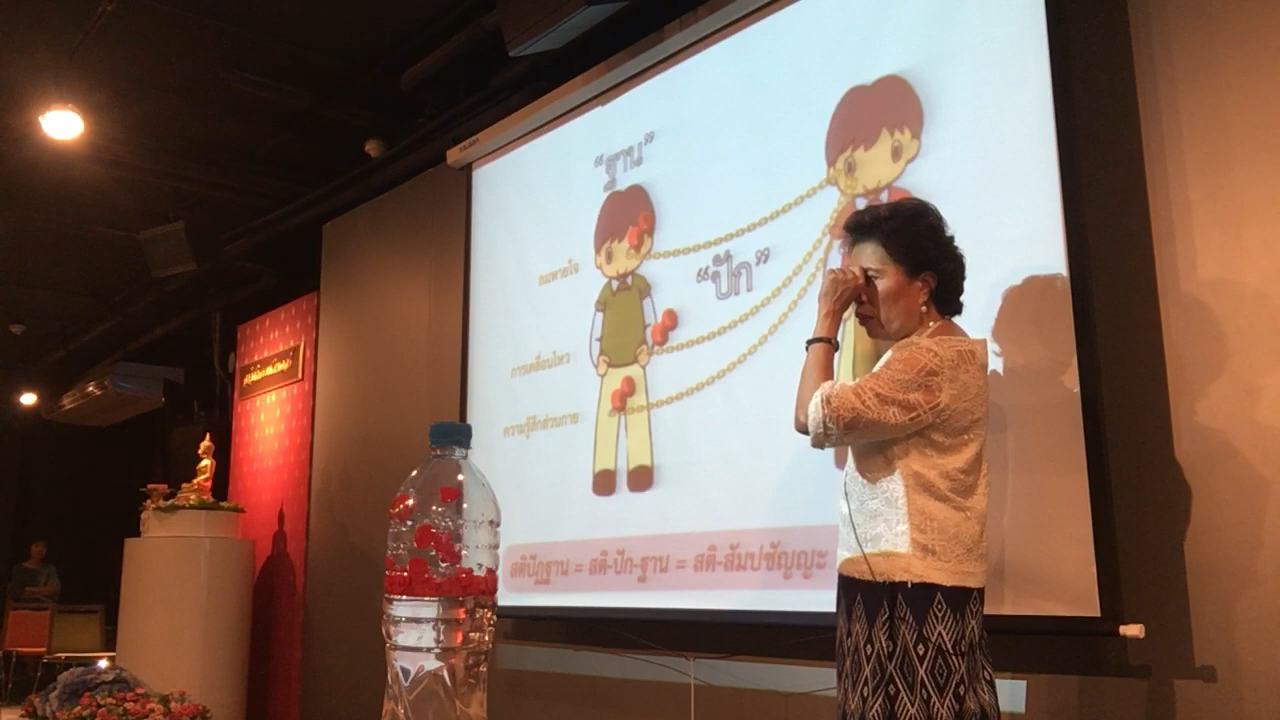 “ฐาน”
ลมหายใจ
“ปัก”
การเคลื่อนไหว
ความรู้สึกส่วนกาย
สติปัฏฐาน = สติ-ปัก-ฐาน = สติ-สัมปชัญญะ